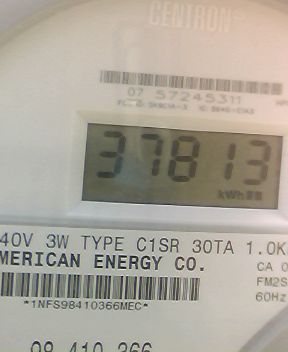 CENTRON®
07 57245311
37813
kWh
40V 3W TYPE C1SR 30TA 1.0K
MERICAN ENERGY CO.
CA 0
FM2S
60Hz
*1NFS98410366MEC*
98 410 366